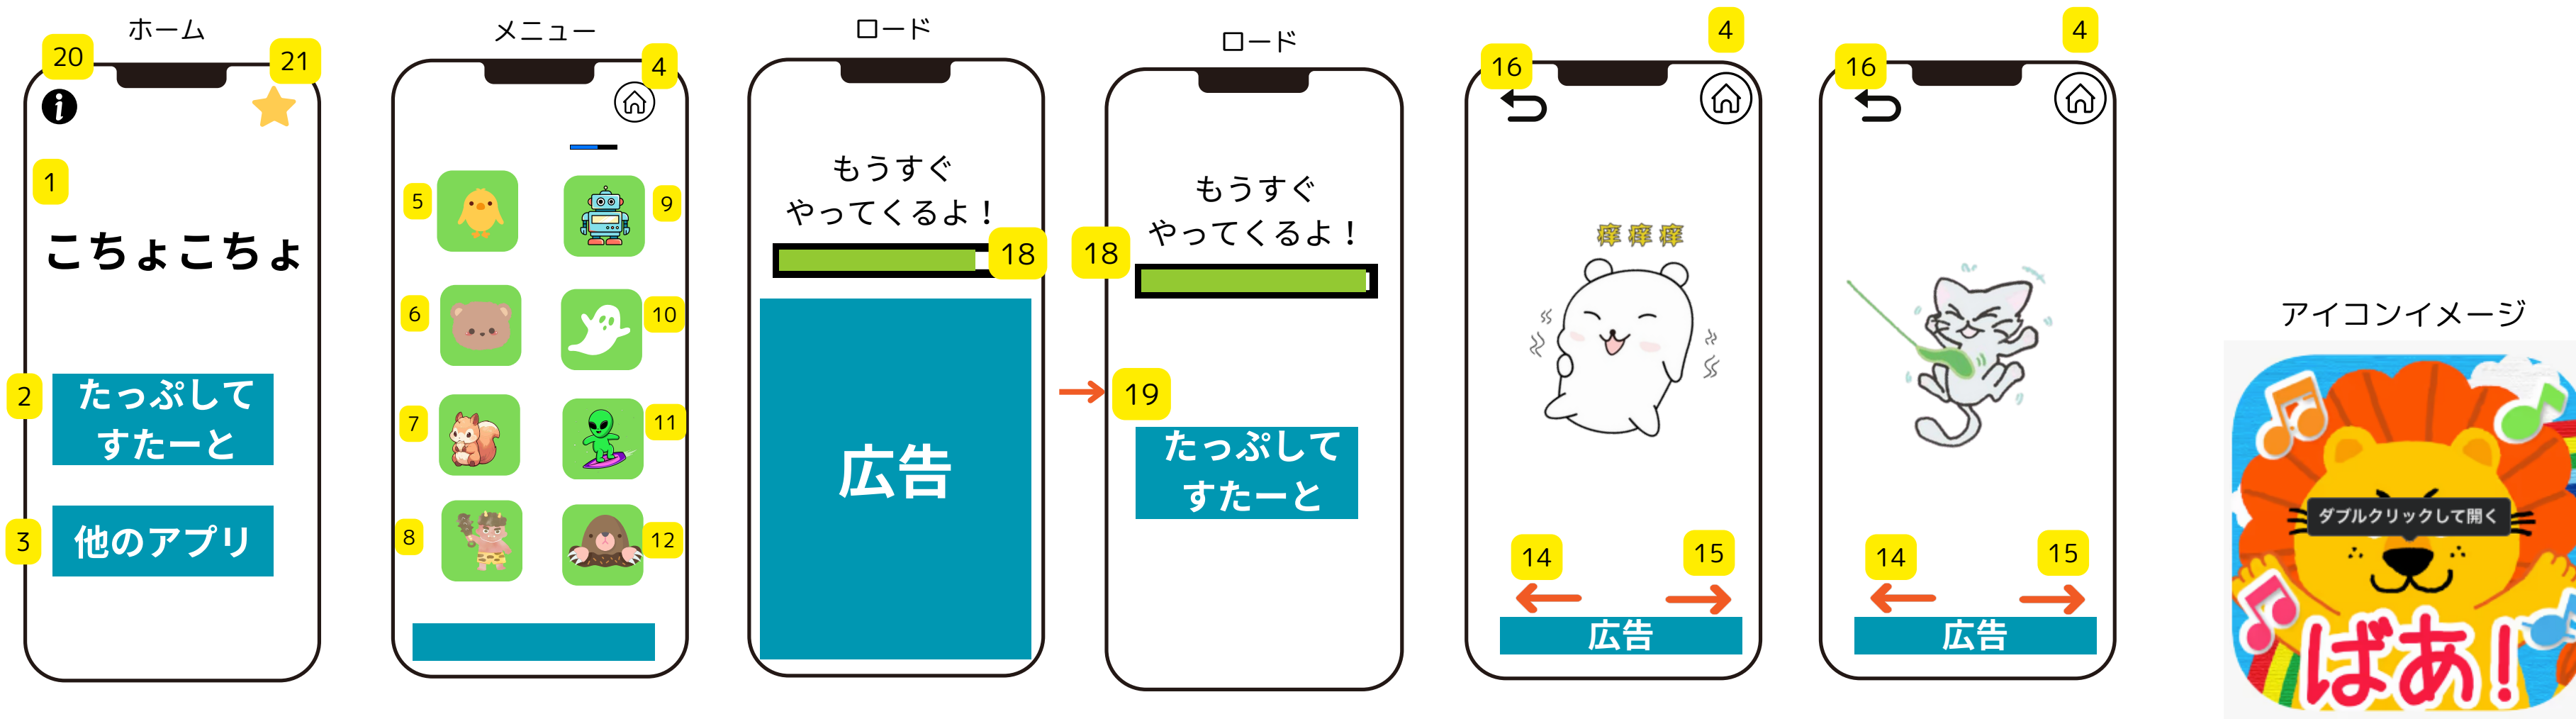 ホーム
20
21
i
1
こちょこちょ
2
たっぷして
すたーと
3
他のアプリ
メニュー
4
5
9
6
10
7
11
8
12
ロード
もうすぐ
やってくるよ！
18
広告
ロード
もうすぐ
やってくるよ！
18
19
たっぷして
すたーと
4
16
痒痒痒
14
15
広告
4
16
14
15
広告
アイコンイメージ
ダブルクリックして開く
ばあ！